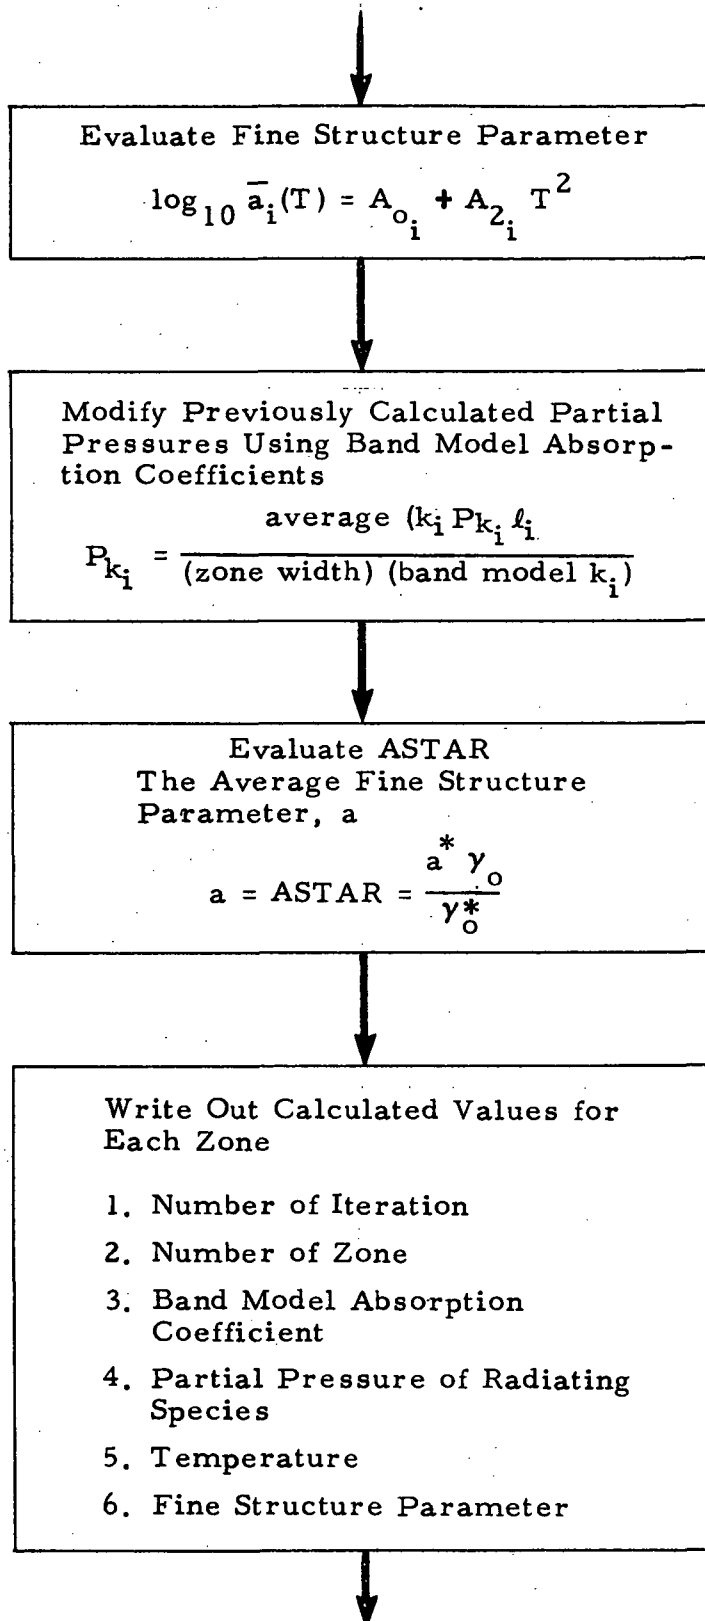 Evaluate Fine Structure Parameter
log₁₀ a̅ᵢ(T) = A₀ᵢ + A₂ᵢ T²
Modify Previously Calculated Partial
Pressures Using Band Model Absorp-
tion Coefficients
average (kᵢ Pₖᵢ ℓᵢ
Pₖᵢ = 
(zone width) (band model kᵢ)
Evaluate ASTAR
The Average Fine Structure
Parameter, a
a* γₒ
a = ASTAR = 
γₒ*
Write Out Calculated Values for
Each Zone
1. Number of Iteration
2. Number of Zone
3. Band Model Absorption
Coefficient
4. Partial Pressure of Radiating
Species
5. Temperature
6. Fine Structure Parameter